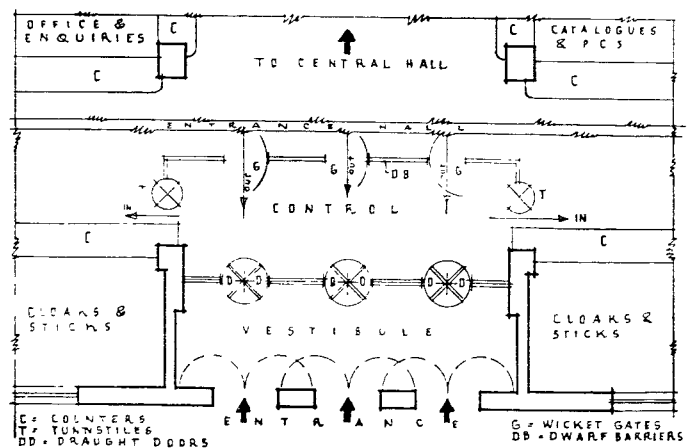 OFFICE &
ENQUIRIES
C
C
TO CENTRAL HALL
C
CATALOGUES
& PCS
C
ENTRANCE HALL
G
G
G
OUT
OUT
DB
T
T
IN
CONTROL
IN
C
C
D D
D D
D D
CLOAKS &
STICKS
VESTIBULE
CLOAKS &
STICKS
ENTRANCE
C = COUNTERS
T = TURNSTILES
DD = DRAUGHT DOORS
G = WICKET GATES
DB = DWARF BARRIERS